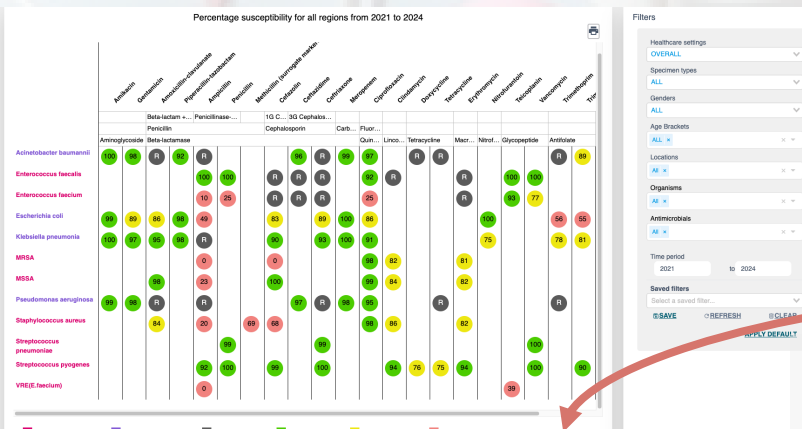 Percentage susceptibility for all regions from 2021 to 2024
Amikacin
Gentamicin
Amoxicillin-clavulanate
Piperacillin-tazobactam
Ampicillin
Penicillin
Methicillin (surrogate marker
Cefazolin
Ceftazidime
Ceftriaxone
Meropenem
Ciprofloxacin
Clindamycin
Doxycycline
Tetracycline
Erythromycin
Nitrofurantoin
Teicoplanin
Vancomycin
Trimethoprim
Trim
Beta-lactam +... Penicillinase-... 1G C... 3G Cephalos...
Penicillin Cephalosporin Carb... Fluor...
Aminoglycoside Beta-lactamase Quin... Linco... Tetracycline Macr... Nitrof... Glycopeptide Antifolate
Acinetobacter baumannii 100 98 R 92 R 96 R 99 97 R R R 89
Enterococcus faecalis 100 100 R R R 92 R R 100 100
Enterococcus faecium 10 25 R R R 25 R 93 77
Escherichia coli 99 89 86 98 49 83 89 100 86 100 56 55
Klebsiella pneumonia 100 97 95 98 R 90 93 100 91 75 78 81
MRSA 0 0 98 82 81
MSSA 98 23 100 99 84 82
Pseudomonas aeruginosa 99 98 R R 97 R 98 95 R R
Staphylococcus aureus 84 20 69 68 98 86 82
Streptococcus
pneumoniae 99 99 100
Streptococcus pyogenes 92 100 99 100 94 76 75 94 100 90
VRE(E.faecium) 0 39
Filters
Healthcare settings
OVERALL
Specimen types
ALL
Genders
ALL
Age Brackets
ALL ×
Locations
All ×
Organisms
All ×
Antimicrobials
All ×
Time period
2021 to 2024
Saved filters
Select a saved filter...
SAVE REFRESH CLEAR
APPLY DEFAULT